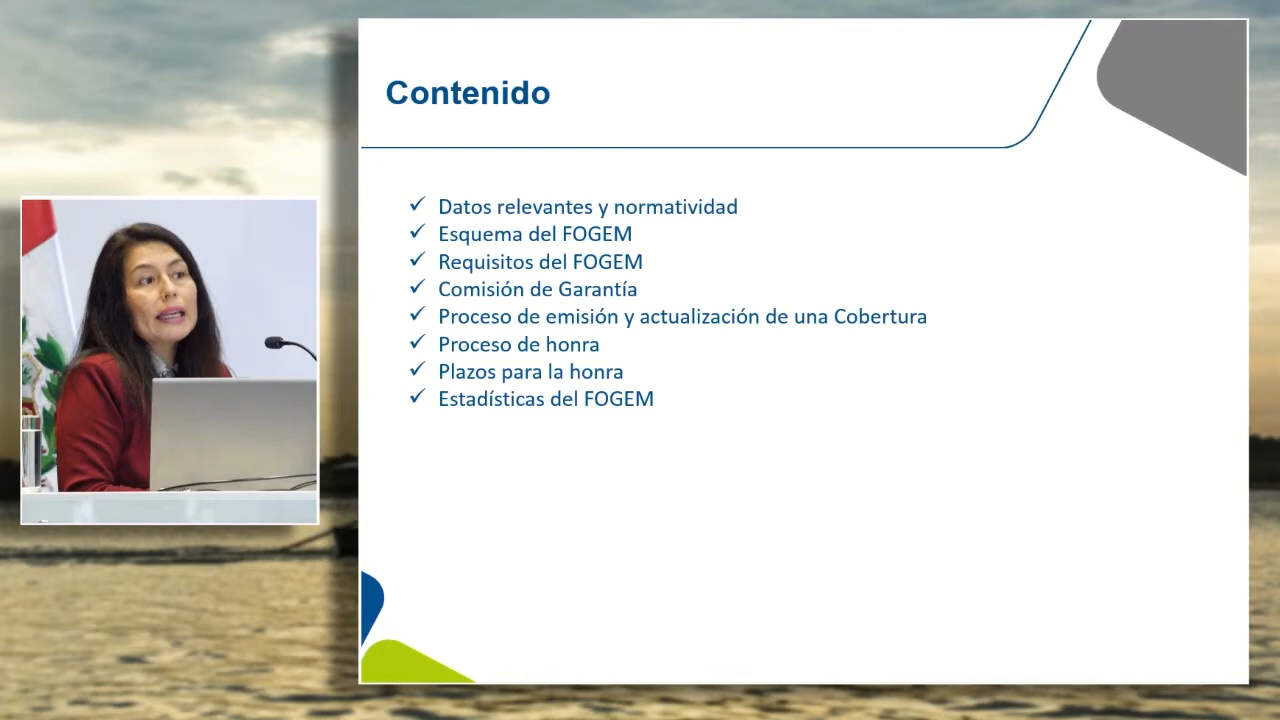 Contenido
✓ Datos relevantes y normatividad
✓ Esquema del FOGEM
✓ Requisitos del FOGEM
✓ Comisión de Garantía
✓ Proceso de emisión y actualización de una Cobertura
✓ Proceso de honra
✓ Plazos para la honra
✓ Estadísticas del FOGEM